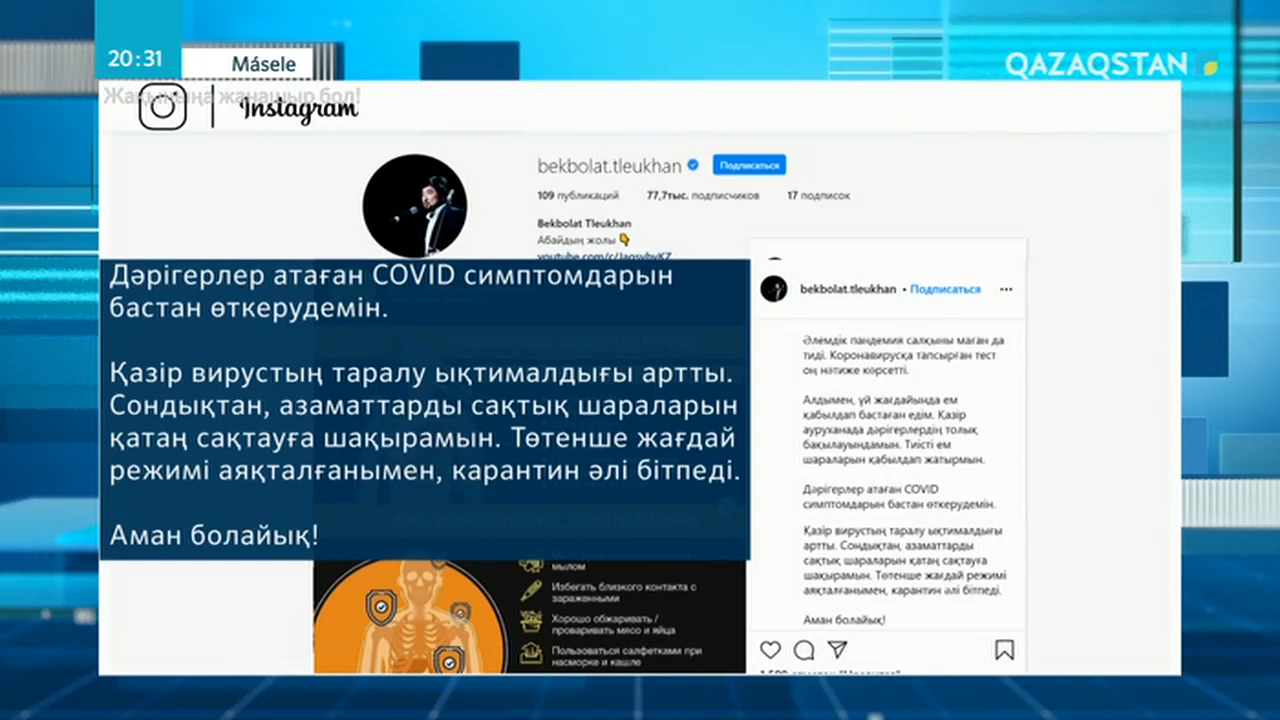 20:31
Másele
QAZAQSTAN
Жақыныңа жанашыр бол!
Instagram
bekbolat.tleukhan
Подписаться
109 публикаций 77,7тыс. подписчиков 17 подписок
Bekbolat Tleukhan
Абайдың жолы
Дәрігерлер атаған COVID симптомдарын
бастан өткерудемін.
Қазір вирустың таралу ықтималдығы артты.
Сондықтан, азаматтарды сақтық шараларын
қатаң сақтауға шақырамын. Төтенше жағдай
режимі аяқталғанымен, карантин әлі бітпеді.
Аман болайық!
bekbolat.tleukhan • Подписаться
Әлемдік пандемия салқыны маған да
тиді. Коронавирусқа тапсырған тест
оң нәтиже көрсетті.
Алдымен, үй жағдайында ем
қабылдап бастаған едім. Қазір
ауруханада дәрігерлердің толық
бақылауындамын. Тиісті ем
шараларын қабылдап жатырмын.
Дәрігерлер атаған COVID
симптомдарын бастан өткерудемін.
Қазір вирустың таралу ықтималдығы
артты. Сондықтан, азаматтарды
сақтық шараларын қатаң сақтауға
шақырамын. Төтенше жағдай режимі
аяқталғанымен, карантин әлі бітпеді.
Аман болайық!
мылом
Избегать близкого контакта с
зараженными
Хорошо обжаривать /
проваривать мясо и яйца
Пользоваться салфетками при
насморке и кашле